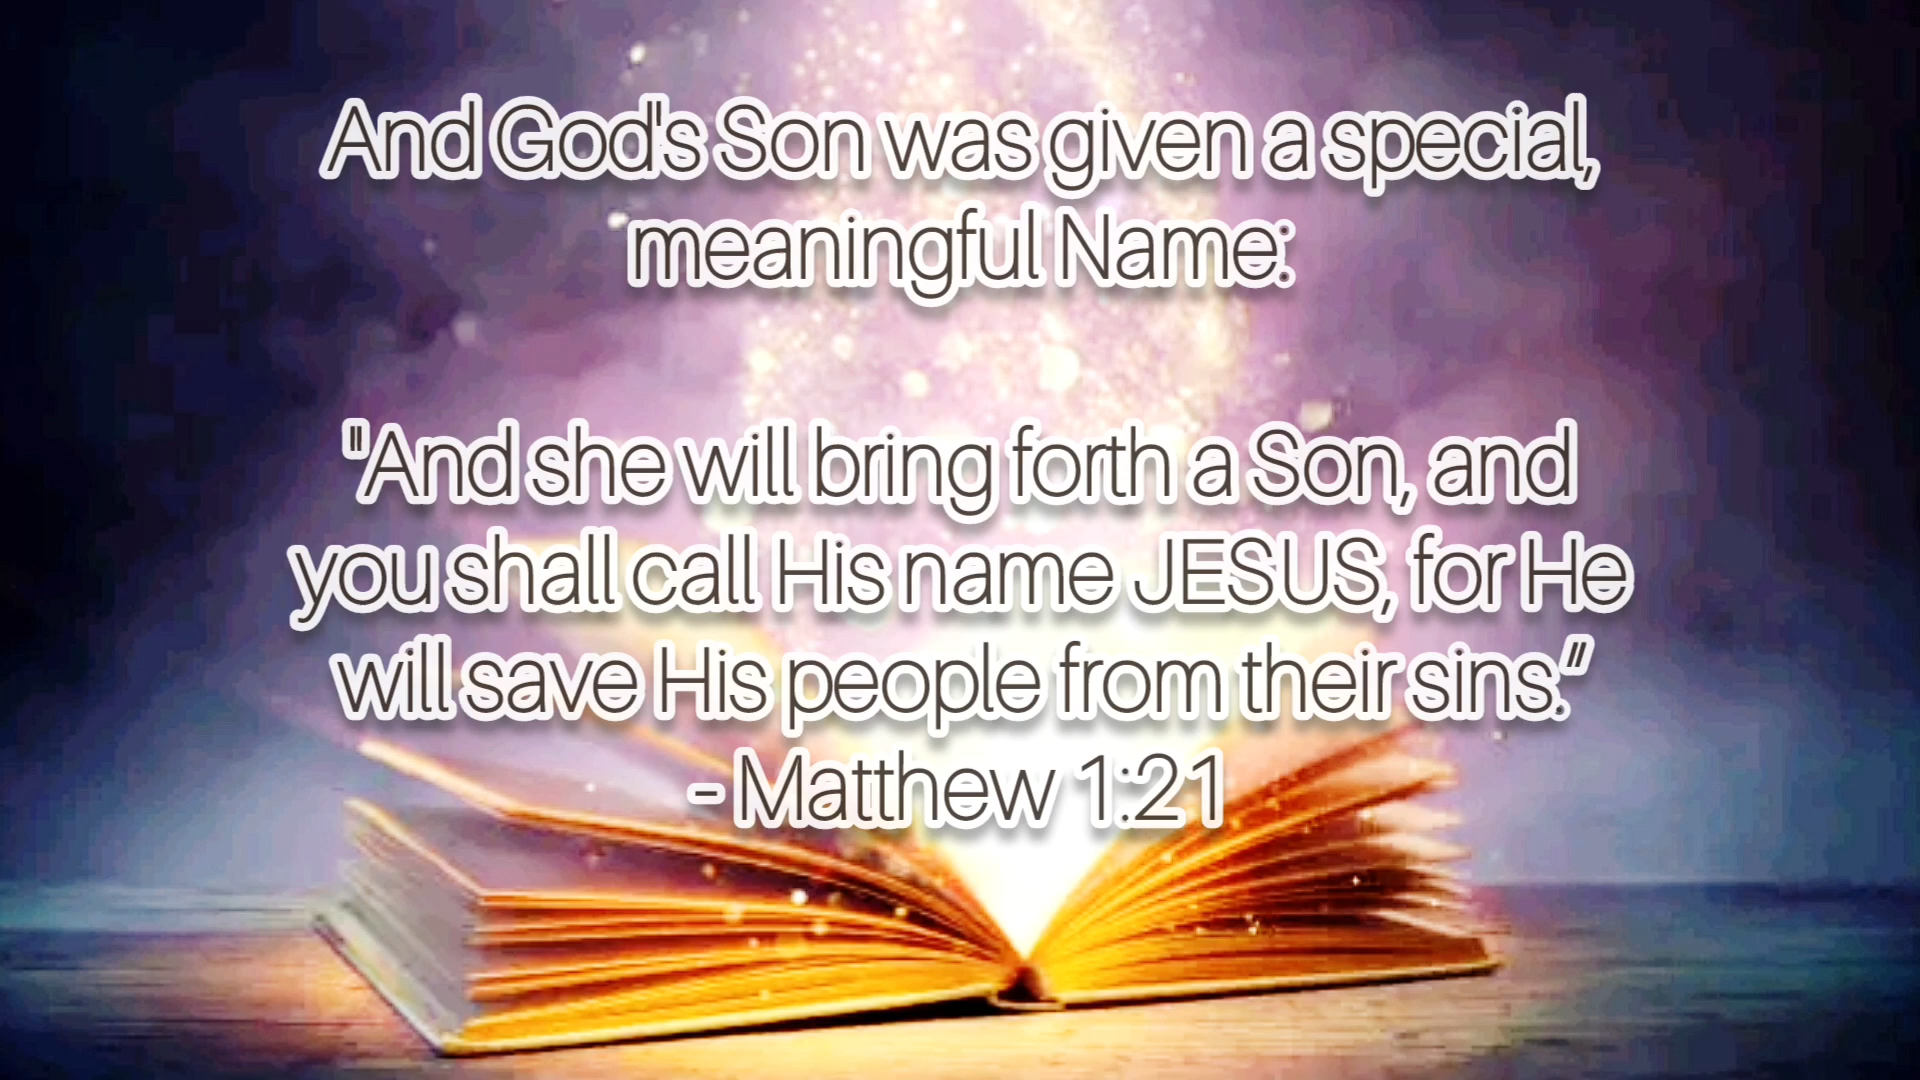 And God's Son was given a special,
meaningful Name:
"And she will bring forth a Son, and
you shall call His name JESUS, for He
will save His people from their sins.”
- Matthew 1:21